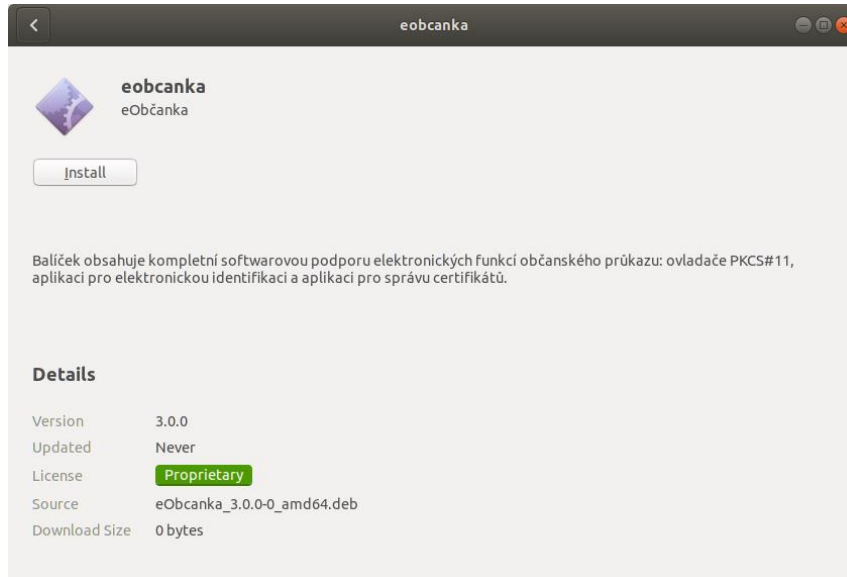 eobcanka
eobcanka
eObčanka
Install
Balíček obsahuje kompletní softwarovou podporu elektronických funkcí občanského průkazu: ovladače PKCS#11,
aplikaci pro elektronickou identifikaci a aplikaci pro správu certifikátů.
Details
Version 3.0.0
Updated Never
License Proprietary
Source eObcanka_3.0.0-0_amd64.deb
Download Size 0 bytes